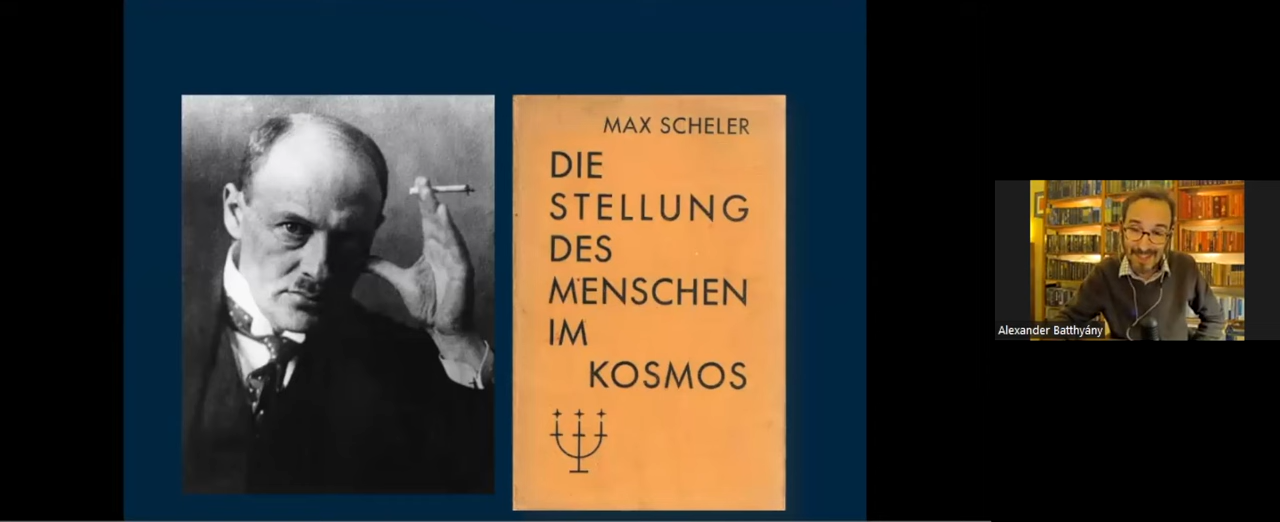 MAX SCHELER
DIE
STELLUNG
DES
MENSCHEN
IM
KOSMOS
Alexander Batthyány